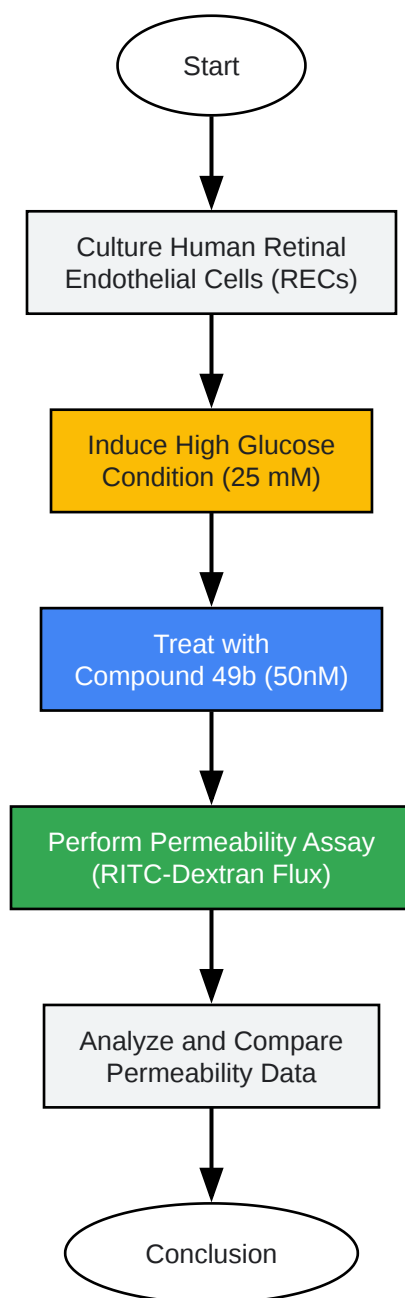 Start
Culture Human Retinal
Endothelial Cells (RECs)
Induce High Glucose
Condition (25 mM)
Treat with
Compound 49b (50nM)
Perform Permeability Assay
(RITC-Dextran Flux)
Analyze and Compare
Permeability Data
Conclusion